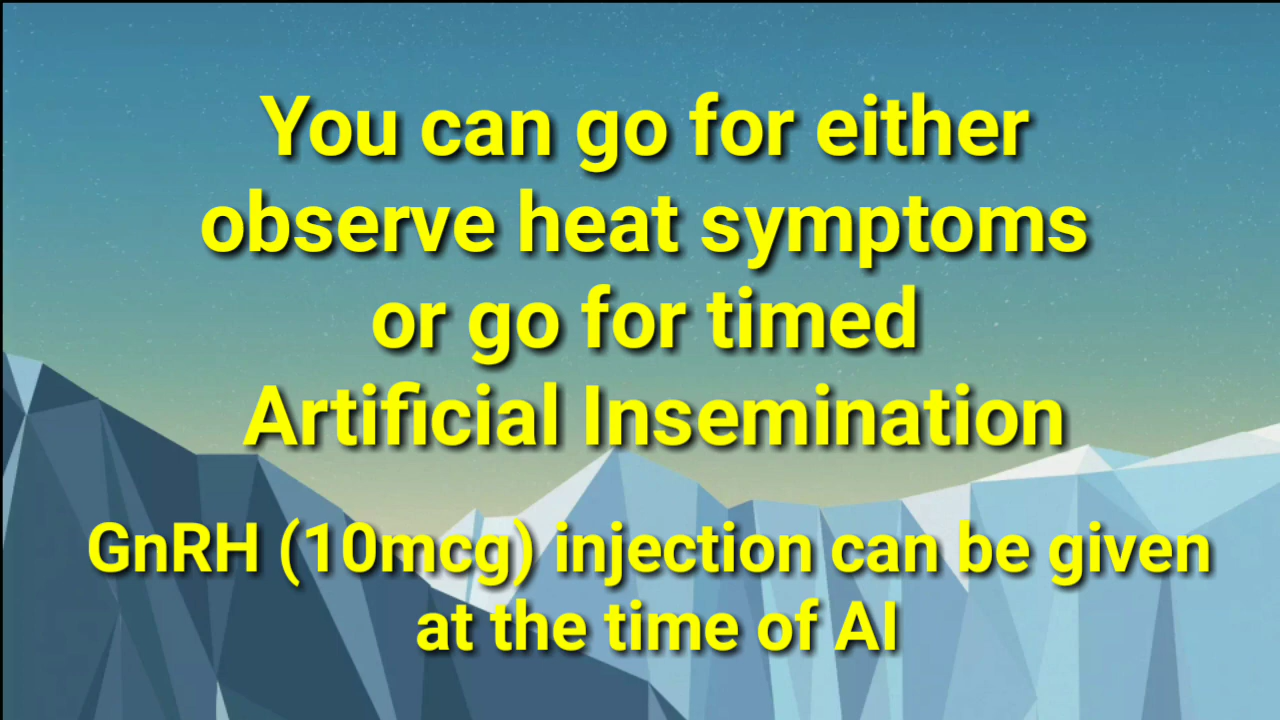 You can go for either
observe heat symptoms
or go for timed
Artificial Insemination
GnRH (10mcg) injection can be given
at the time of AI